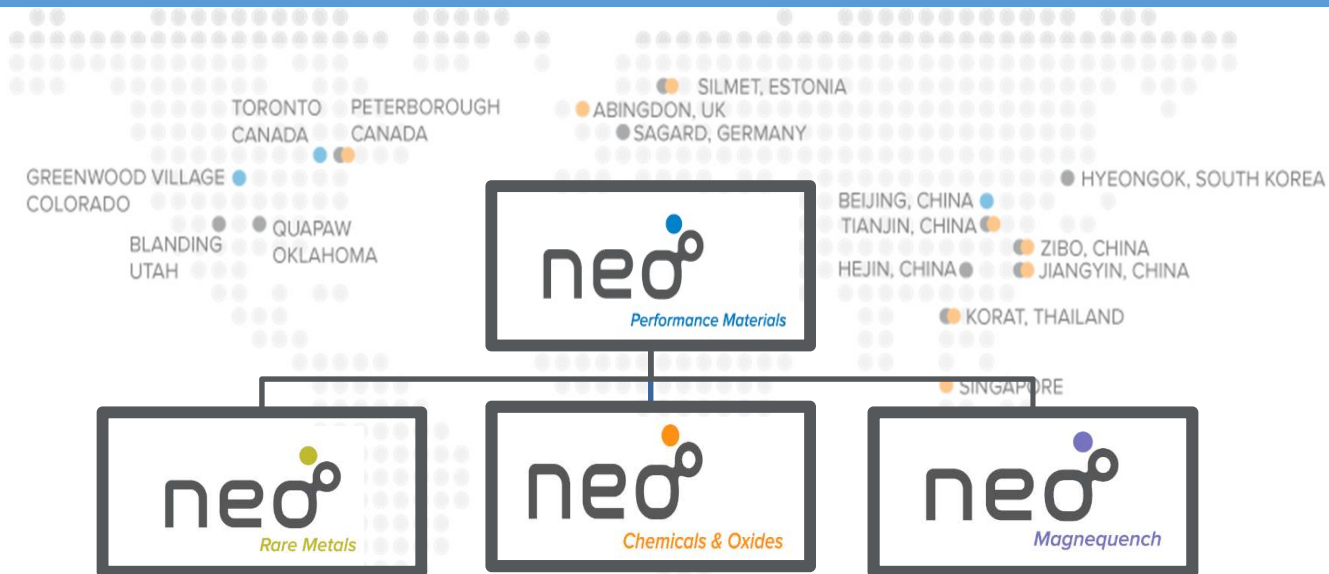 SILMET, ESTONIA
TORONTO
CANADA
PETERBOROUGH
CANADA
ABINGDON, UK
SAGARD, GERMANY
GREENWOOD VILLAGE
COLORADO
HYEONGOK, SOUTH KOREA
BEIJING, CHINA
TIANJIN, CHINA
BLANDING
UTAH
QUAPAW
OKLAHOMA
ZIBO, CHINA
HEJIN, CHINA
JIANGYIN, CHINA
KORAT, THAILAND
SINGAPORE
neo
Performance Materials
neo
Rare Metals
neo
Chemicals & Oxides
neo
Magnequench